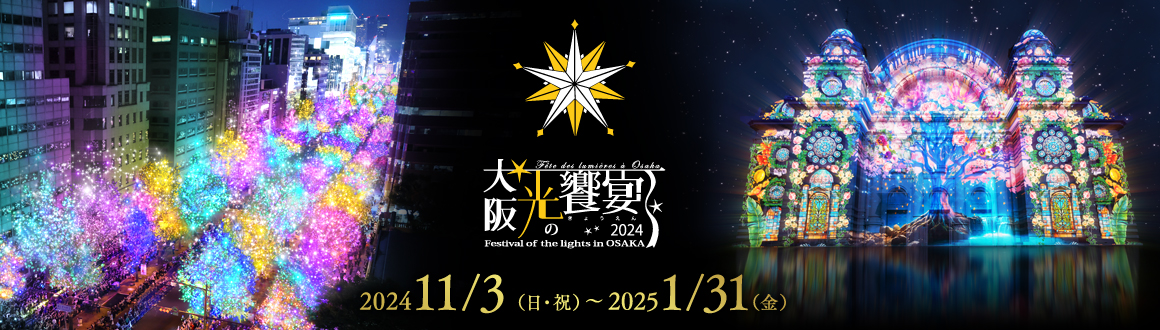 Fête des lumières à Osaka
大阪光の饗宴
きょうえん
2024
Festival of the lights in OSAKA
2024 11/3（日・祝）～ 2025 1/31（金）